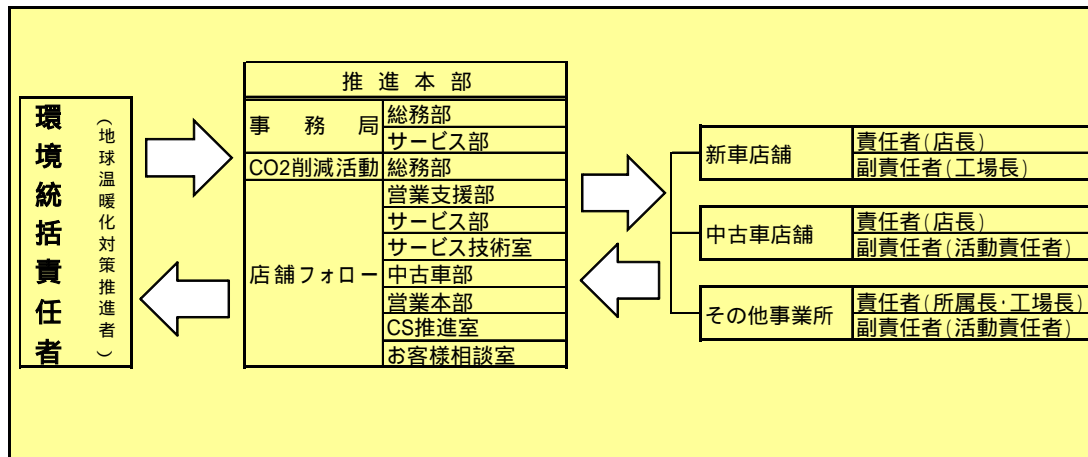 環境統括責任者
（地球温暖化対策推進者）
推進本部
事務局
総務部
サービス部
CO2削減活動
総務部
店舗フォロー
営業支援部
サービス部
サービス技術室
中古車部
営業本部
CS推進室
お客様相談室
新車店舗
責任者(店長)
副責任者(工場長)
中古車店舗
責任者(店長)
副責任者(活動責任者)
その他事業所
責任者(所属長･工場長)
副責任者(活動責任者)